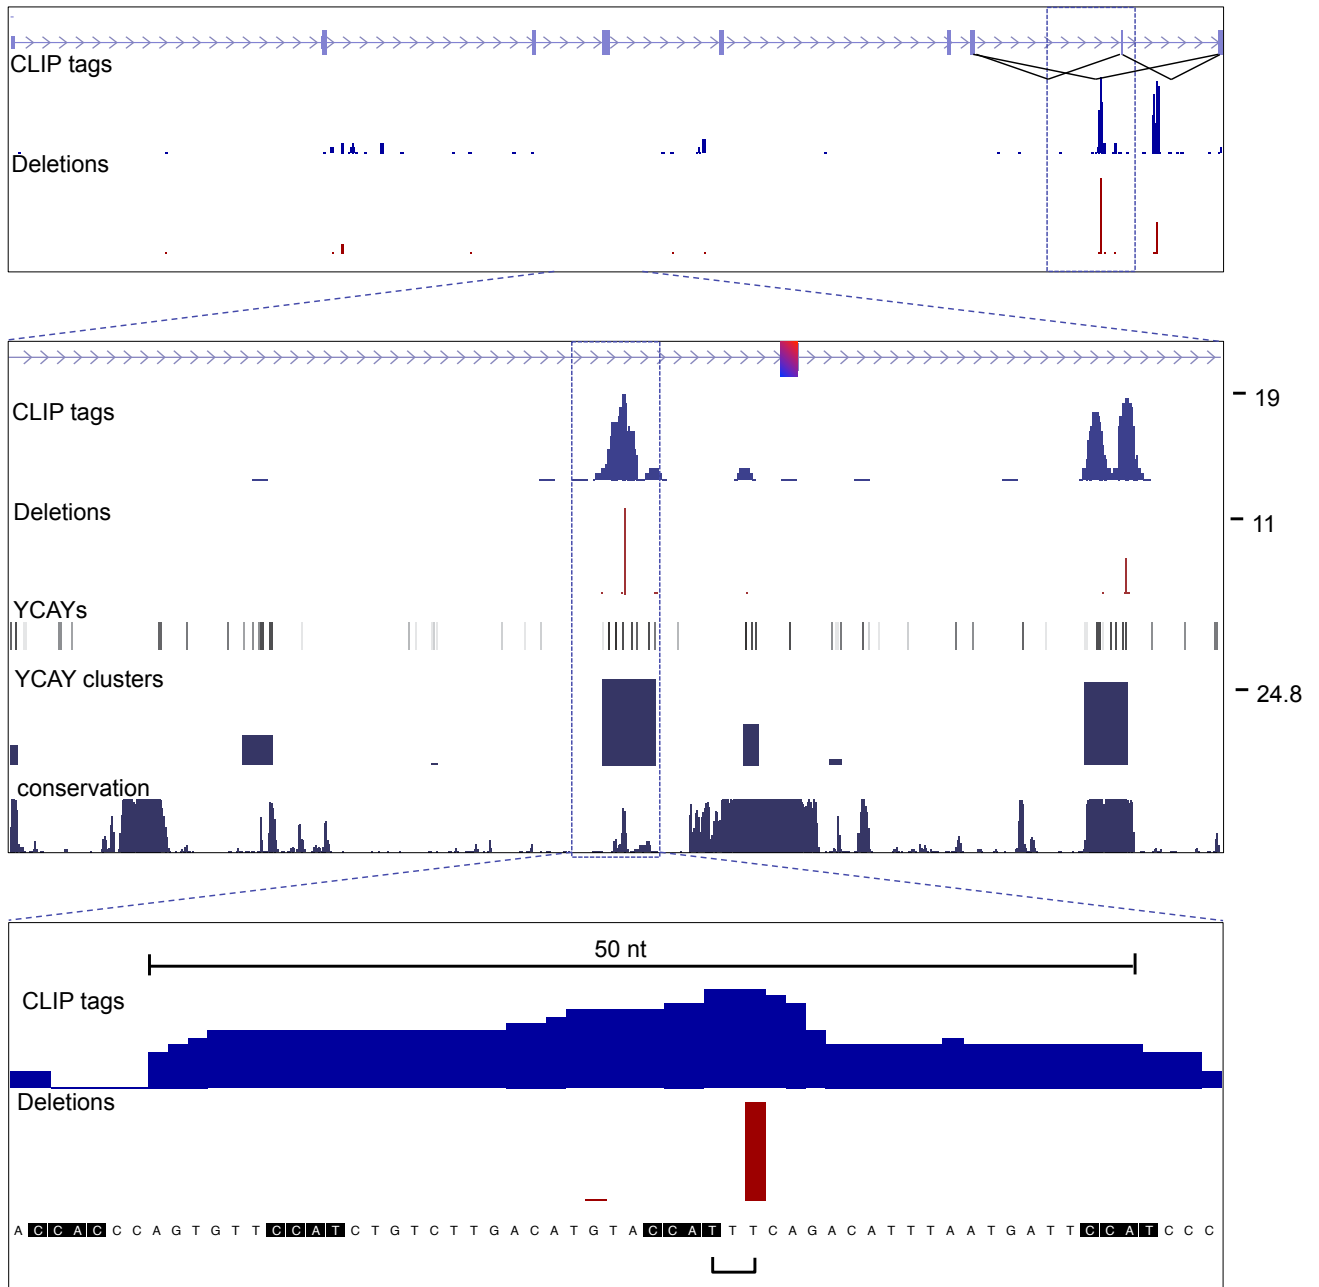 CLIP tags
Deletions
CLIP tags
19
Deletions
11
YCAYs
YCAY clusters
24.8
conservation
50 nt
CLIP tags
Deletions
A C C A C C C A G T G T T C C A T C T G T C T T G A C A T G T A C C A T T T C A G A C A T T T A A T G A T T C C A T C C C